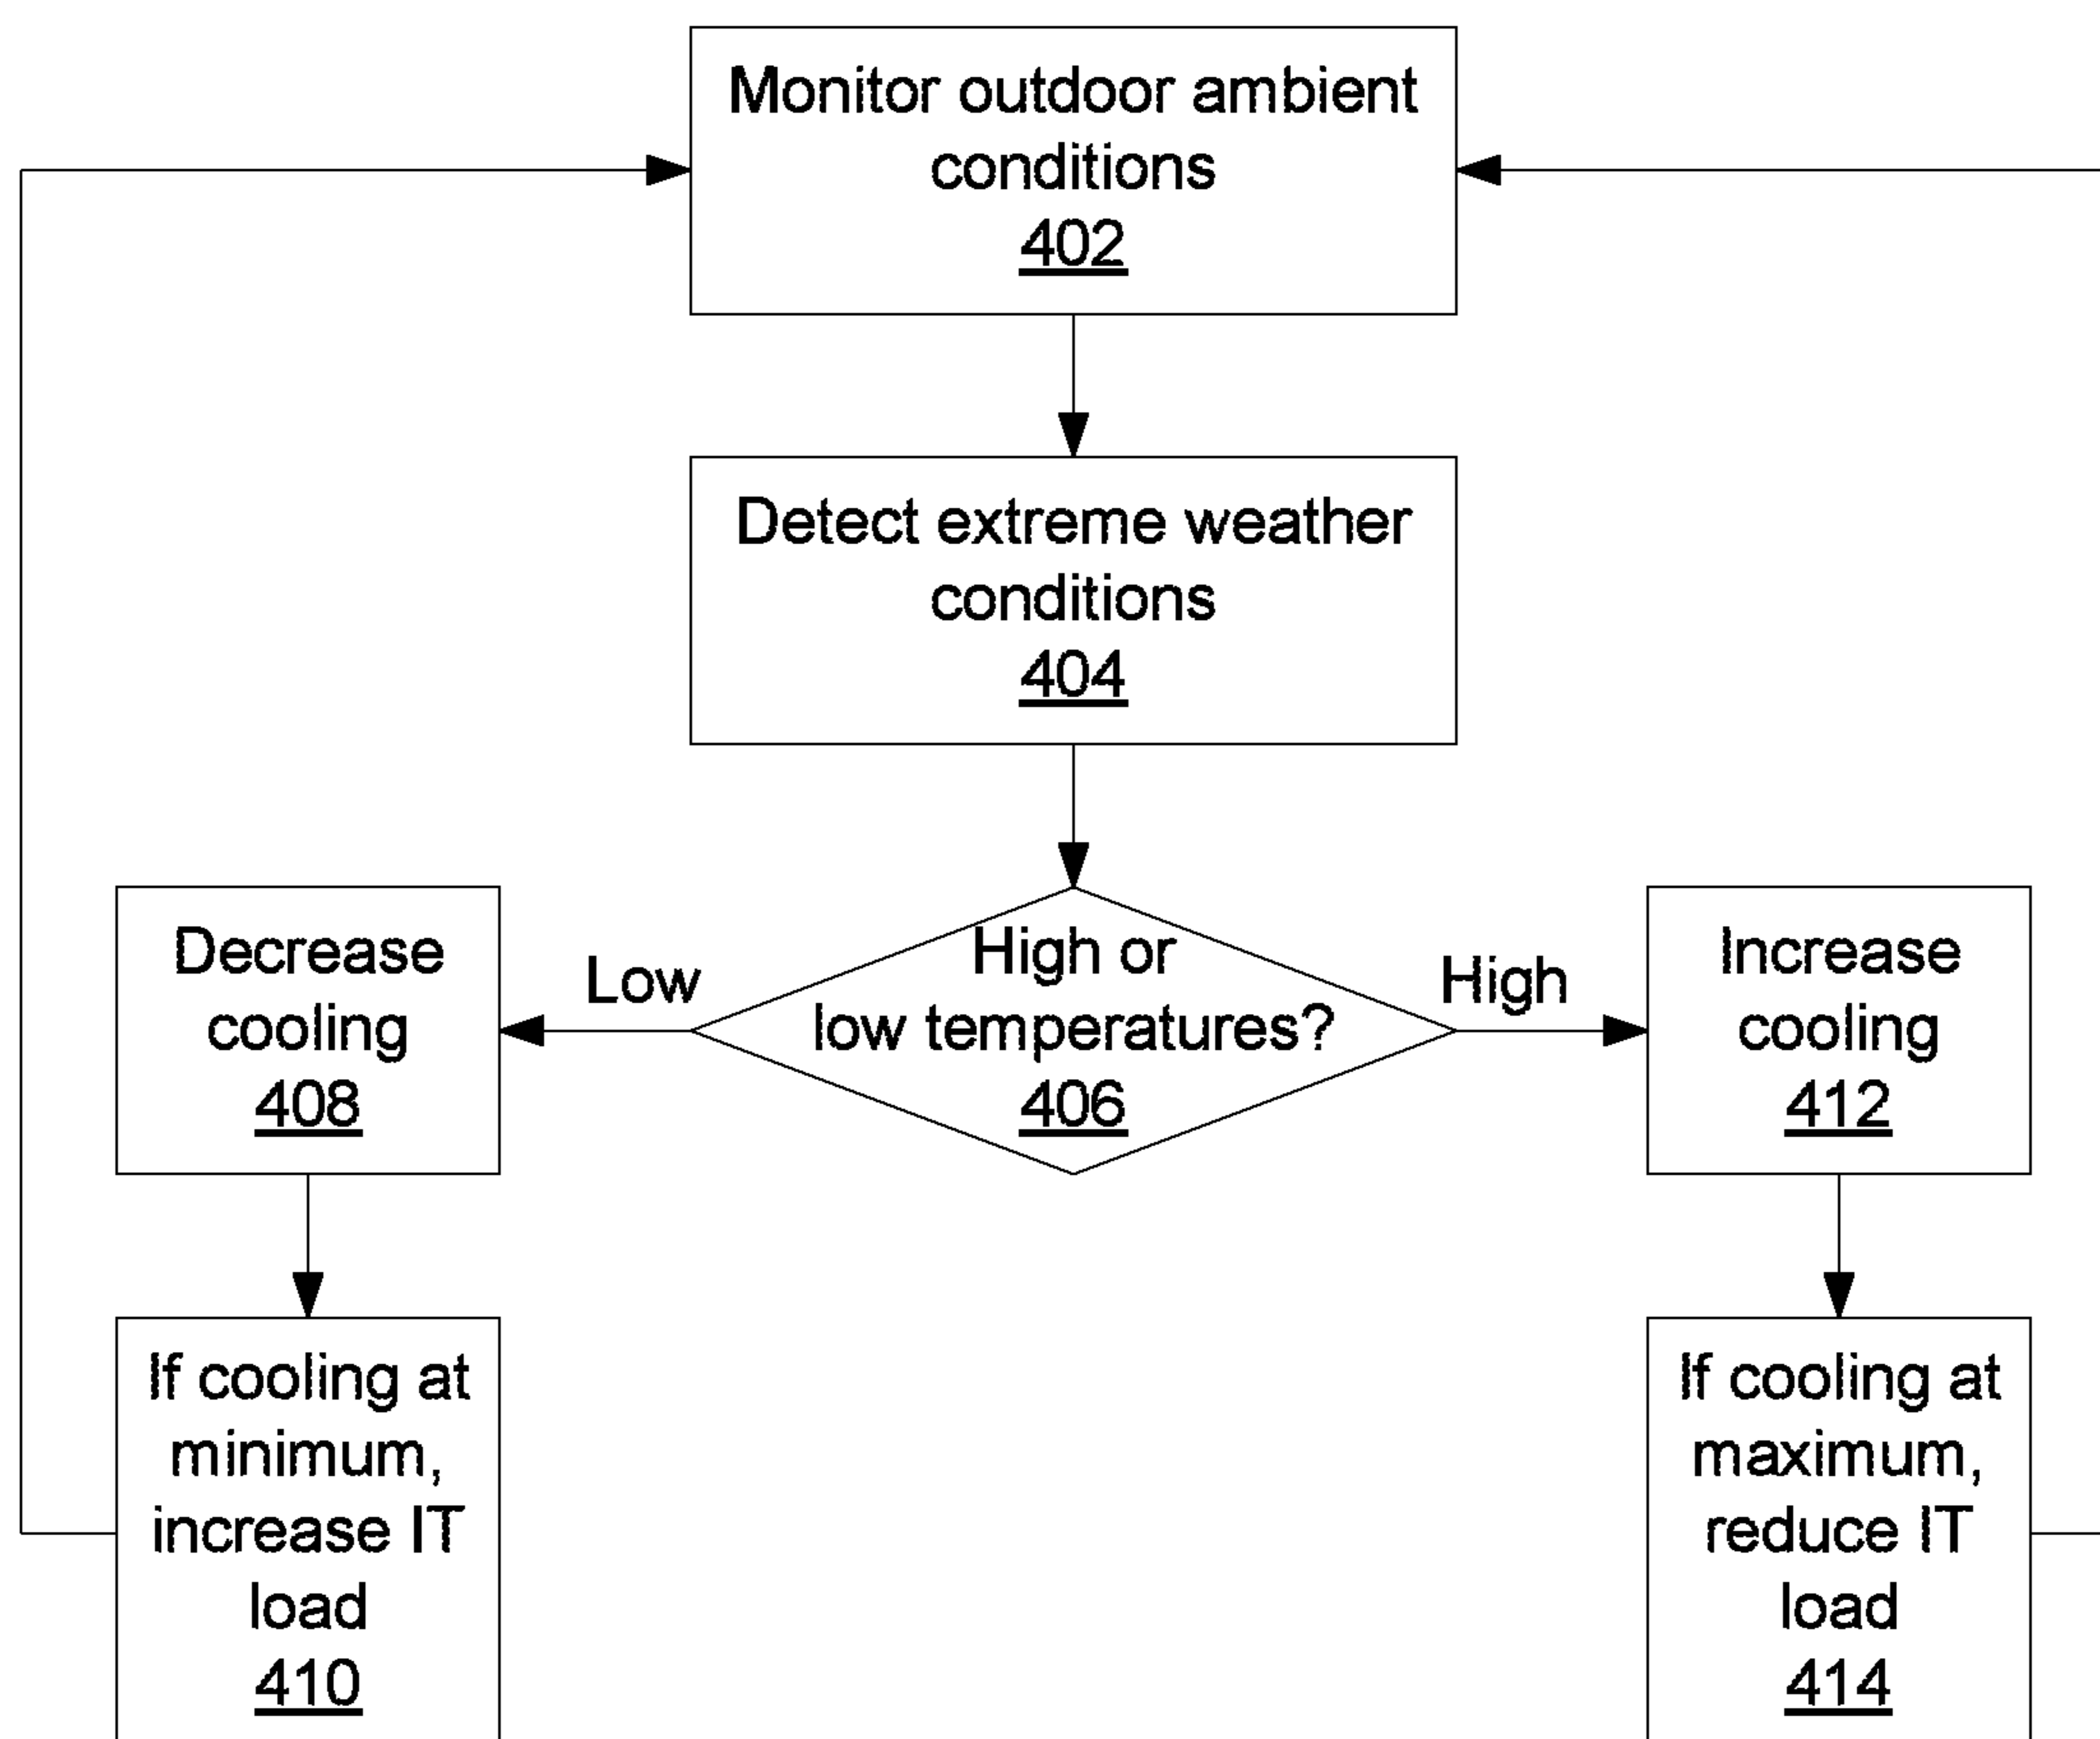 Monitor outdoor ambient
conditions
402
Detect extreme weather
conditions
404
High or
low temperatures?
406
Low
High
Decrease
cooling
408
Increase
cooling
412
If cooling at
minimum,
increase IT
load
410
If cooling at
maximum,
reduce IT
load
414